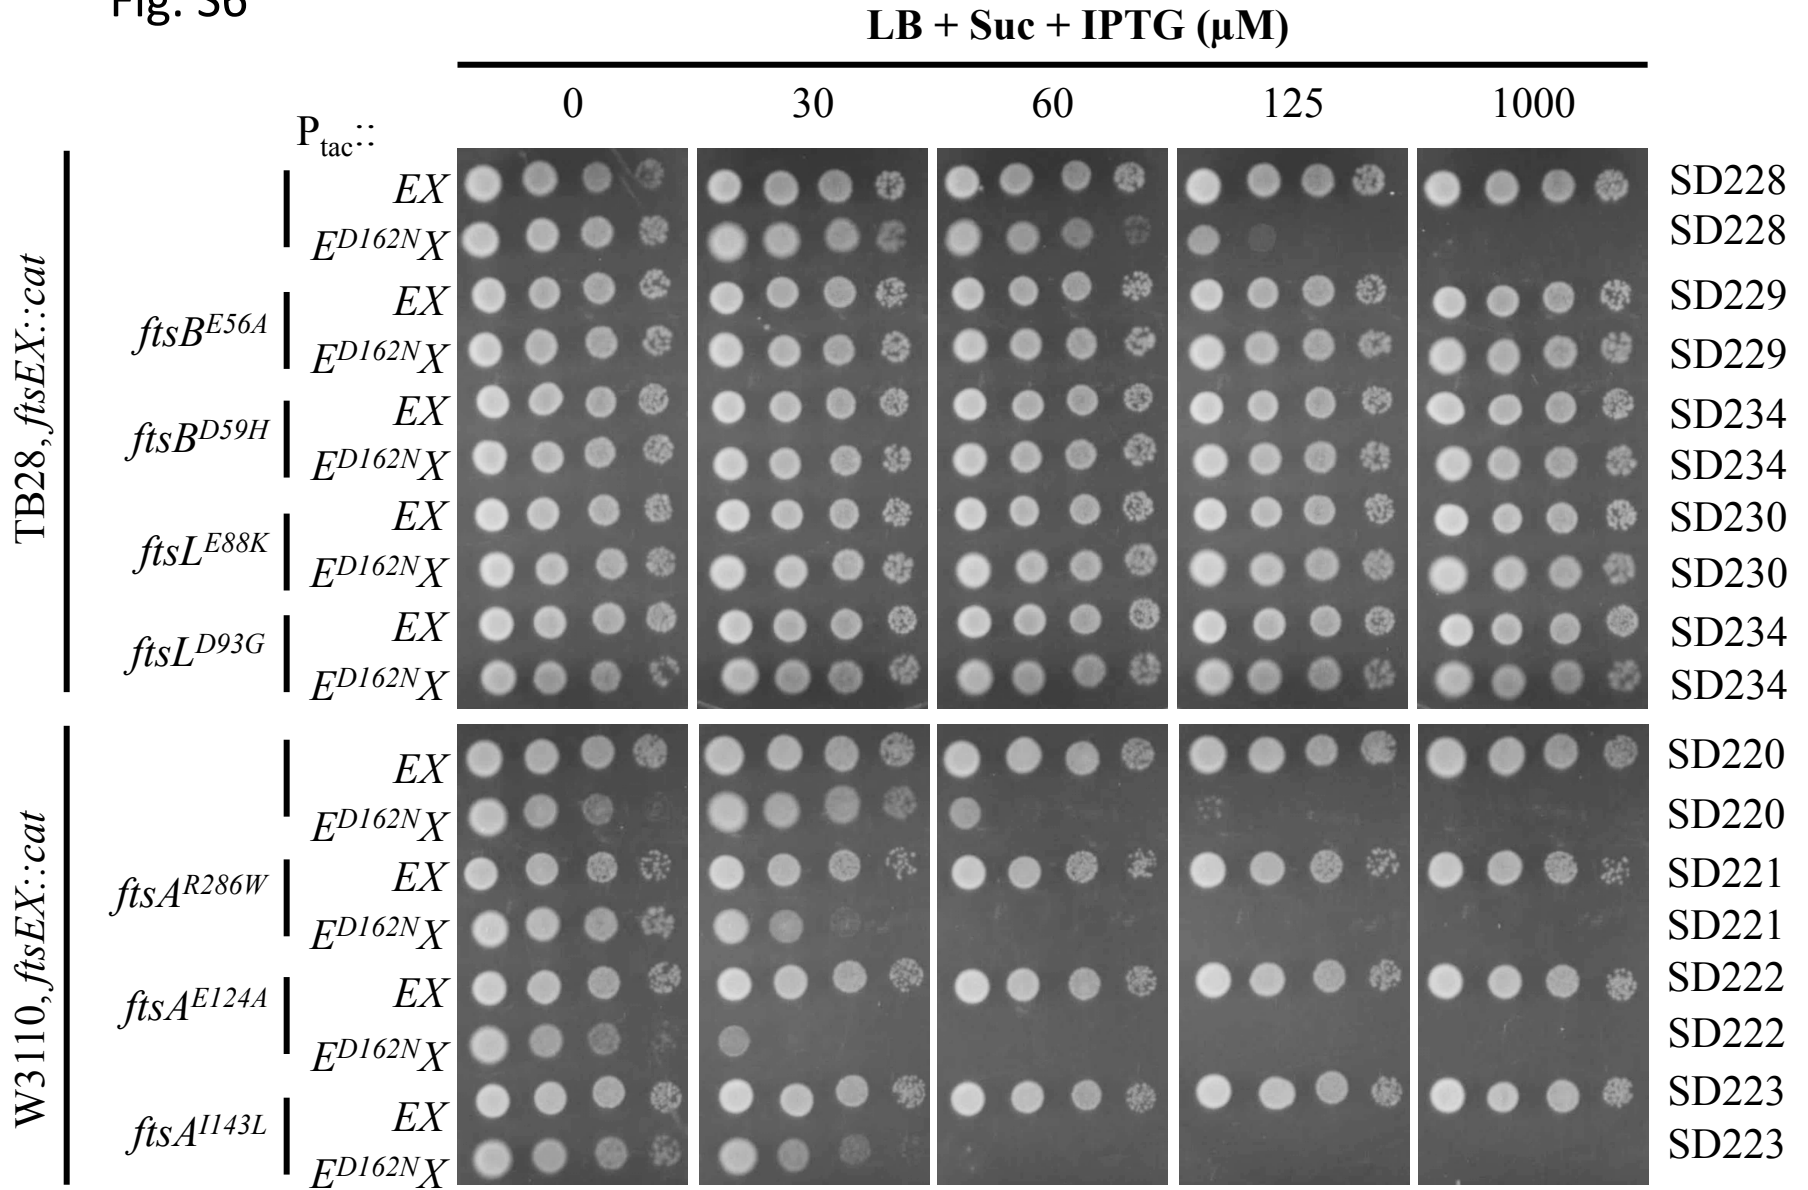 Fig. S6
LB + Suc + IPTG (μM)
0 30 60 125 1000
P_tac::
TB28, ftsEX::cat
EX SD228
E^D162N X SD228
ftsB^E56A
EX SD229
E^D162N X SD229
ftsB^D59H
EX SD234
E^D162N X SD234
ftsL^E88K
EX SD230
E^D162N X SD230
ftsL^D93G
EX SD234
E^D162N X SD234
W3110, ftsEX::cat
EX SD220
E^D162N X SD220
ftsA^R286W
EX SD221
E^D162N X SD221
ftsA^E124A
EX SD222
E^D162N X SD222
ftsA^I143L
EX SD223
E^D162N X SD223